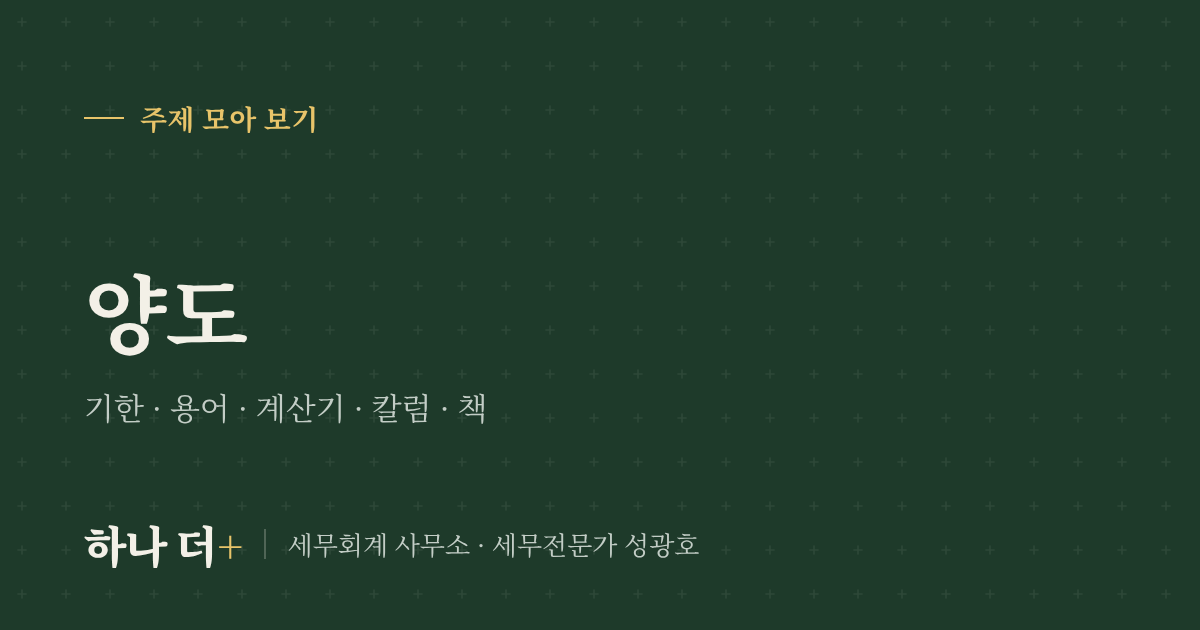 주제 모아 보기
양도
기한 · 용어 · 계산기 · 칼럼 · 책
하나 더+ | 세무회계 사무소 · 세무전문가 성광호